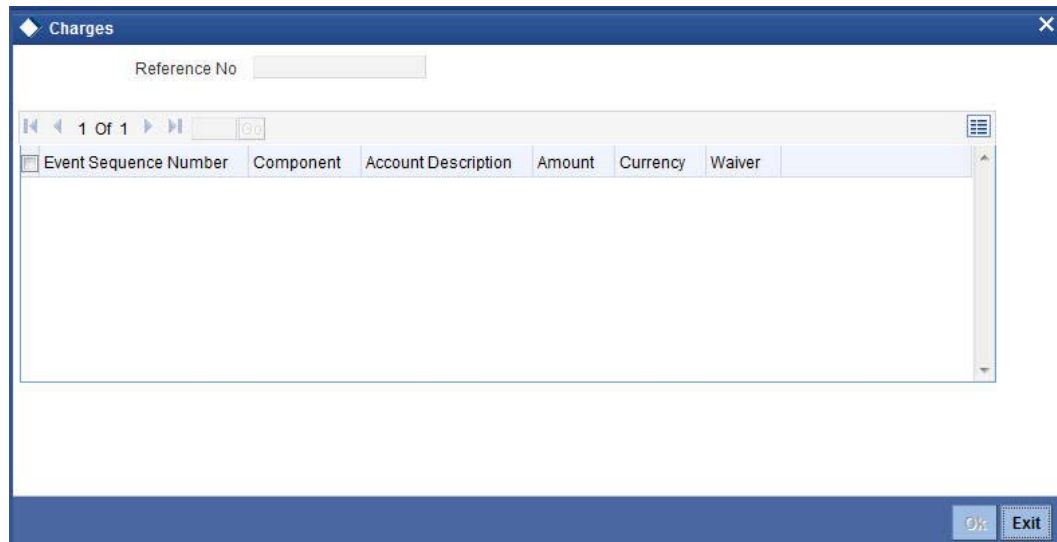 Charges
Reference No
1 Of 1 Go
Event Sequence Number Component Account Description Amount Currency Waiver
Ok Exit